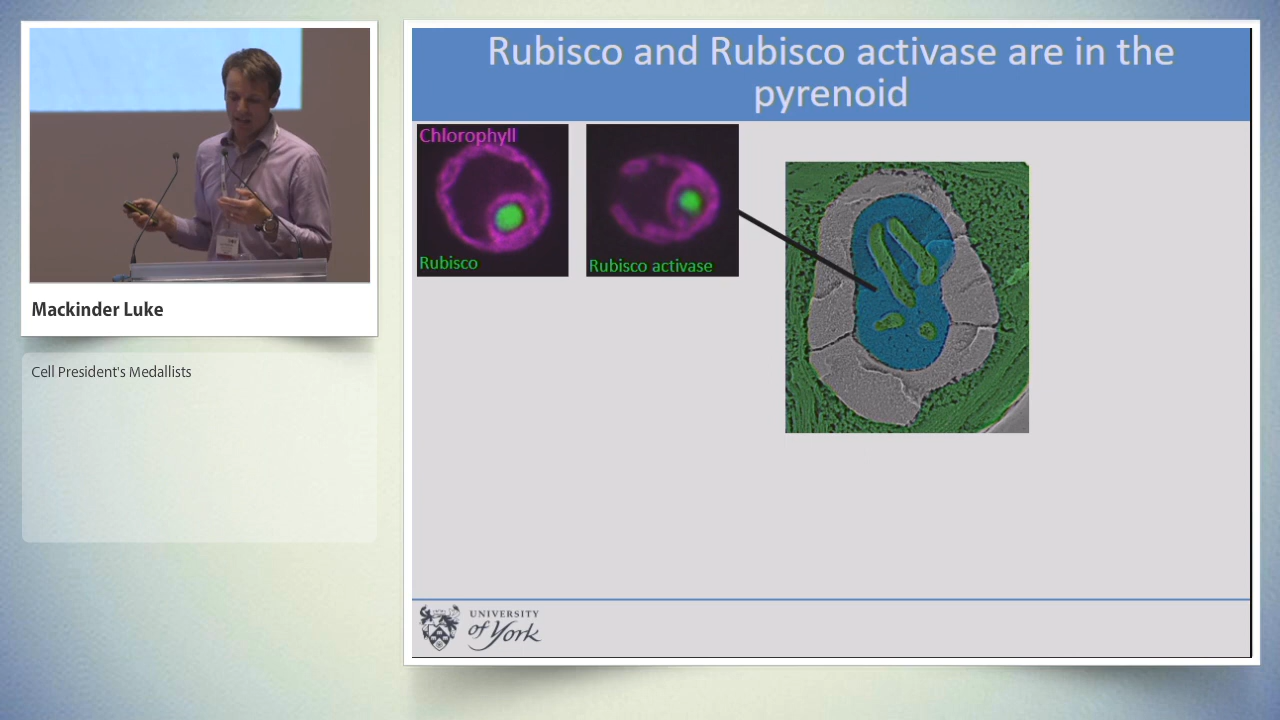 Rubisco and Rubisco activase are in the
pyrenoid
Chlorophyll
Rubisco
Rubisco activase
Mackinder Luke
Cell President's Medallists
UNIVERSITY
of York